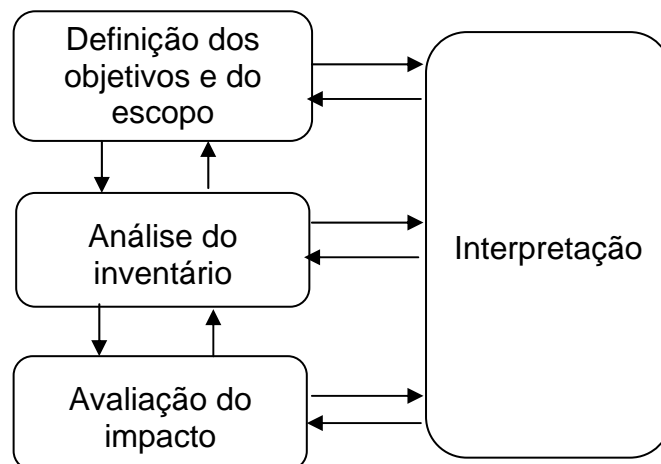 Definição dos
objetivos e do
escopo
Análise do
inventário
Interpretação
Avaliação do
impacto